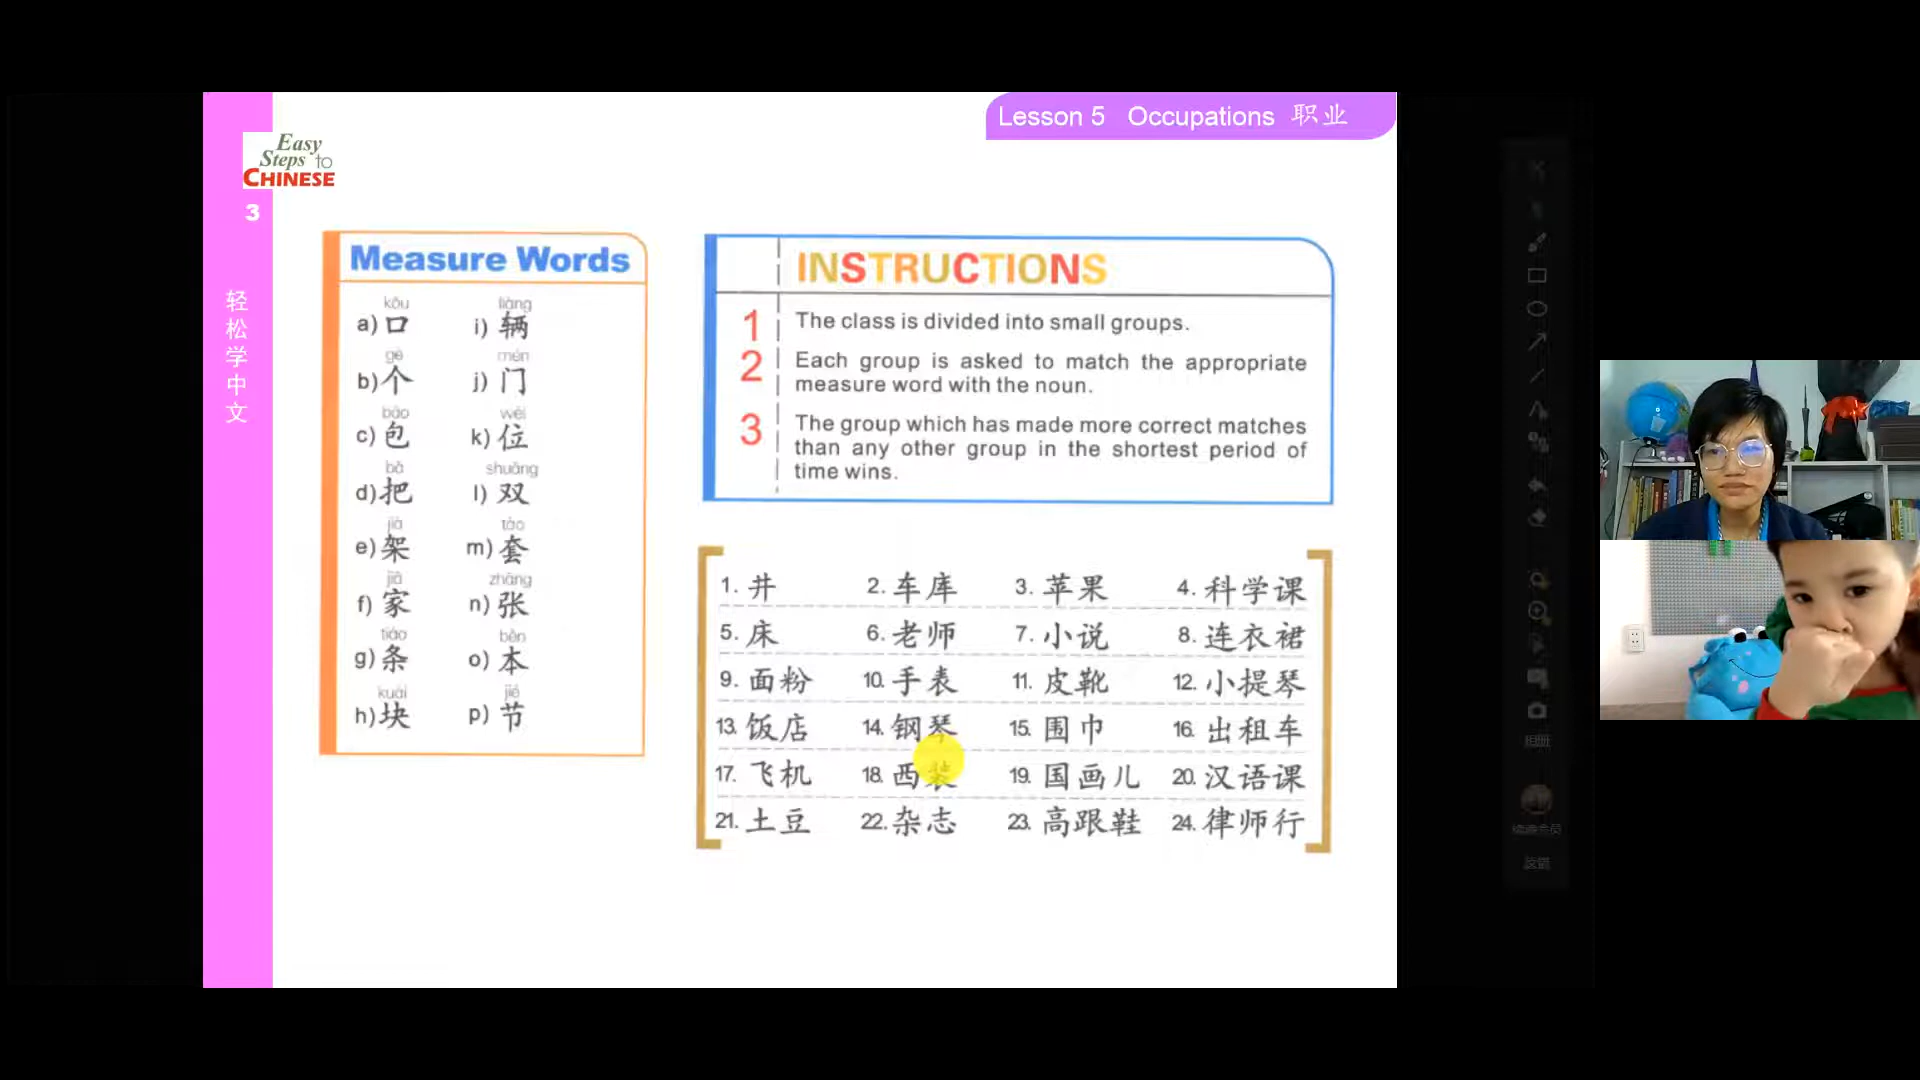 Lesson 5 Occupations 职业
Easy
Steps to
CHINESE
3
轻松学中文
Measure Words
kǒu liàng
a) 口 i) 辆
gè mén
b) 个 j) 门
bāo wèi
c) 包 k) 位
bǎ shuāng
d) 把 l) 双
jià tào
e) 架 m) 套
jiā zhāng
f) 家 n) 张
tiáo běn
g) 条 o) 本
kuài jié
h) 块 p) 节
INSTRUCTIONS
1 The class is divided into small groups.
2 Each group is asked to match the appropriate
measure word with the noun.
3 The group which has made more correct matches
than any other group in the shortest period of
time wins.
1. 井 2. 车库 3. 苹果 4. 科学课
5. 床 6. 老师 7. 小说 8. 连衣裙
9. 面粉 10. 手表 11. 皮靴 12. 小提琴
13. 饭店 14. 钢琴 15. 围巾 16. 出租车
17. 飞机 18. 西装 19. 国画儿 20. 汉语课
21. 土豆 22. 杂志 23. 高跟鞋 24. 律师行